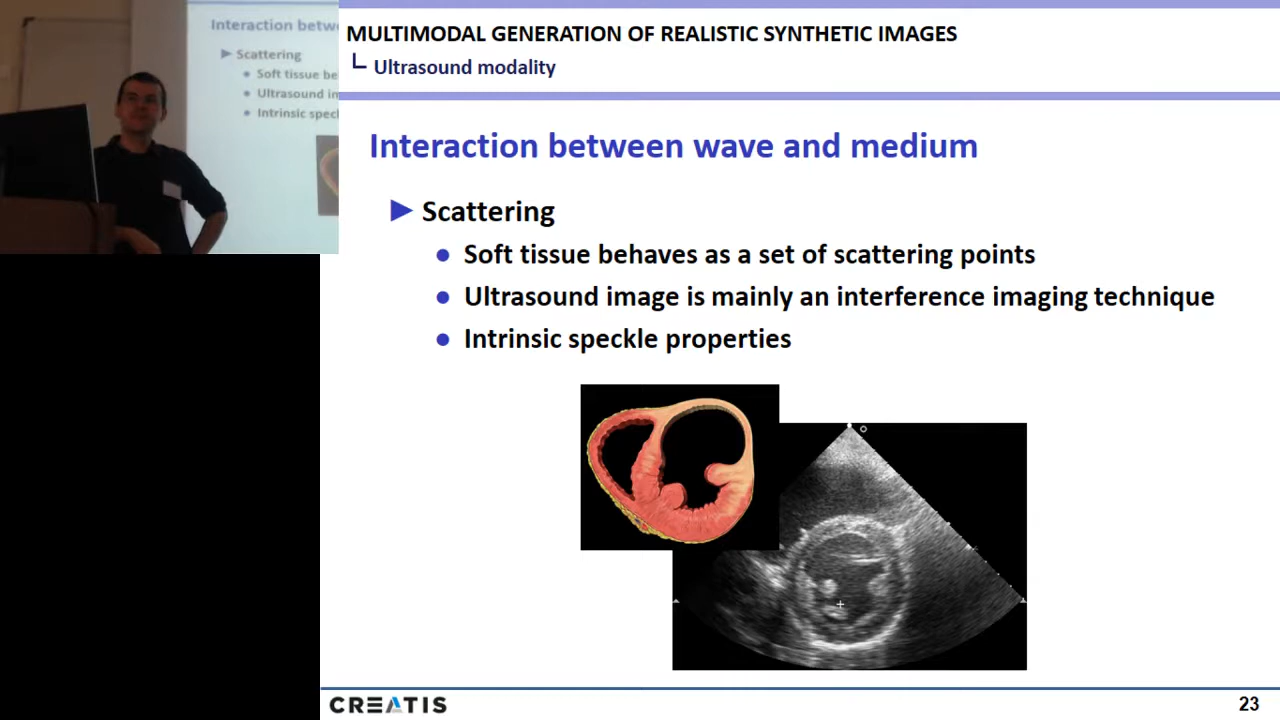 Interaction betw
▶ Scattering
• Soft tissue be
• Ultrasound in
• Intrinsic spec
MULTIMODAL GENERATION OF REALISTIC SYNTHETIC IMAGES
Ultrasound modality
Interaction between wave and medium
▶ Scattering
• Soft tissue behaves as a set of scattering points
• Ultrasound image is mainly an interference imaging technique
• Intrinsic speckle properties
CREATIS
23